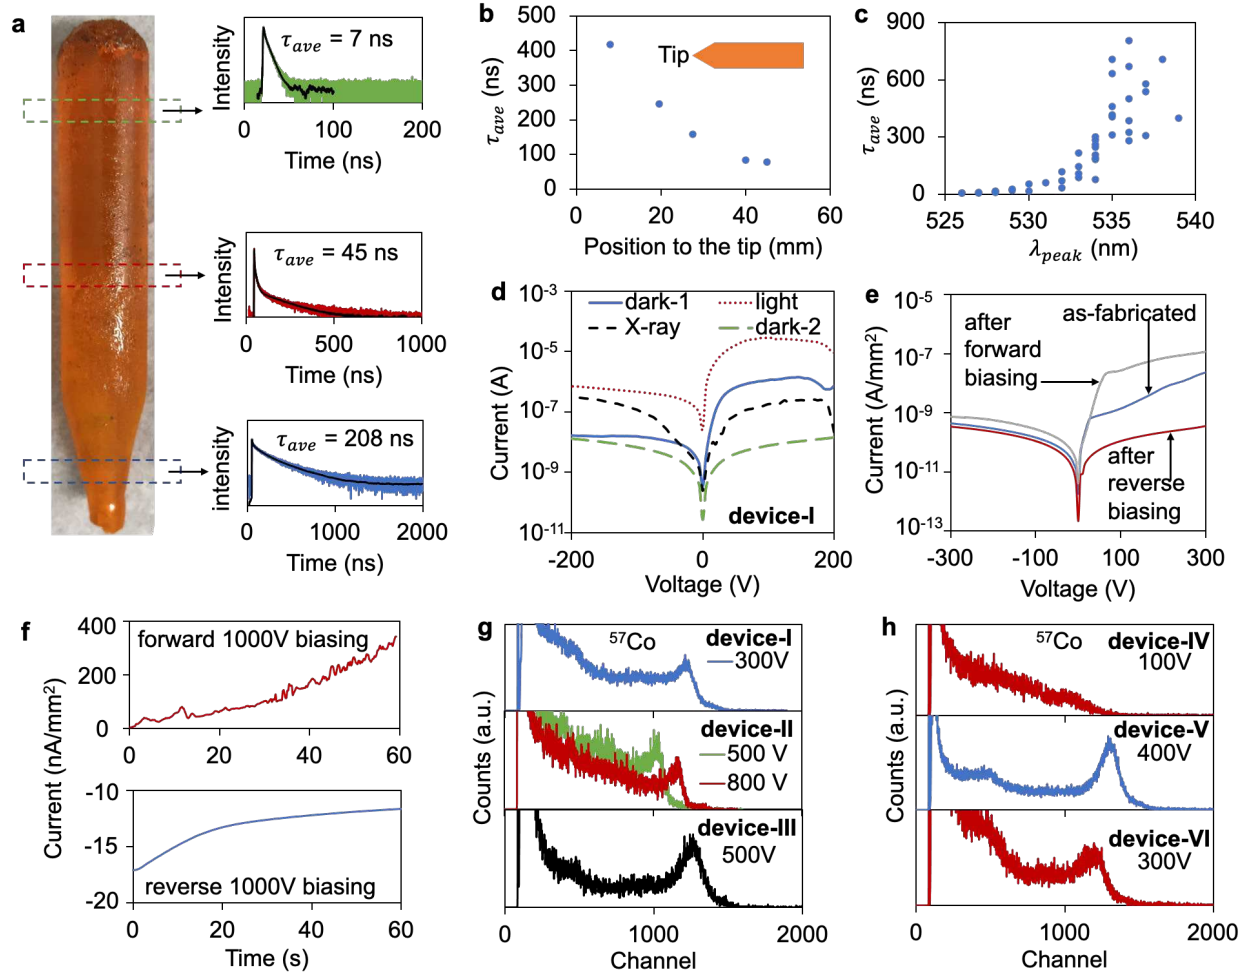 a
Intensity
τave = 7 ns
0
100
200
Time (ns)
Intensity
τave = 45 ns
0
500
1000
Time (ns)
intensity
τave = 208 ns
0
1000
2000
Time (ns)
b
τave (ns)
500
400
300
200
100
0
Tip
0
20
40
60
Position to the tip (mm)
c
τave (ns)
900
600
300
0
525
530
535
540
λpeak (nm)
d
Current (A)
10-3
10-5
10-7
10-9
10-11
dark-1
light
X-ray
dark-2
device-I
-200
0
200
Voltage (V)
e
Current (A/mm2)
10-5
10-7
10-9
10-11
10-13
as-fabricated
after
forward
biasing
after
reverse
biasing
-300
-100
100
300
Voltage (V)
f
Current (nA/mm2)
400
200
0
forward 1000V biasing
0
20
40
60
-10
-15
-20
reverse 1000V biasing
0
20
40
60
Time (s)
g
Counts (a.u.)
57Co
device-I
300V
device-II
500 V
800 V
device-III
500V
0
1000
2000
Channel
h
Counts (a.u.)
57Co
device-IV
100V
device-V
400V
device-VI
300V
0
1000
2000
Channel